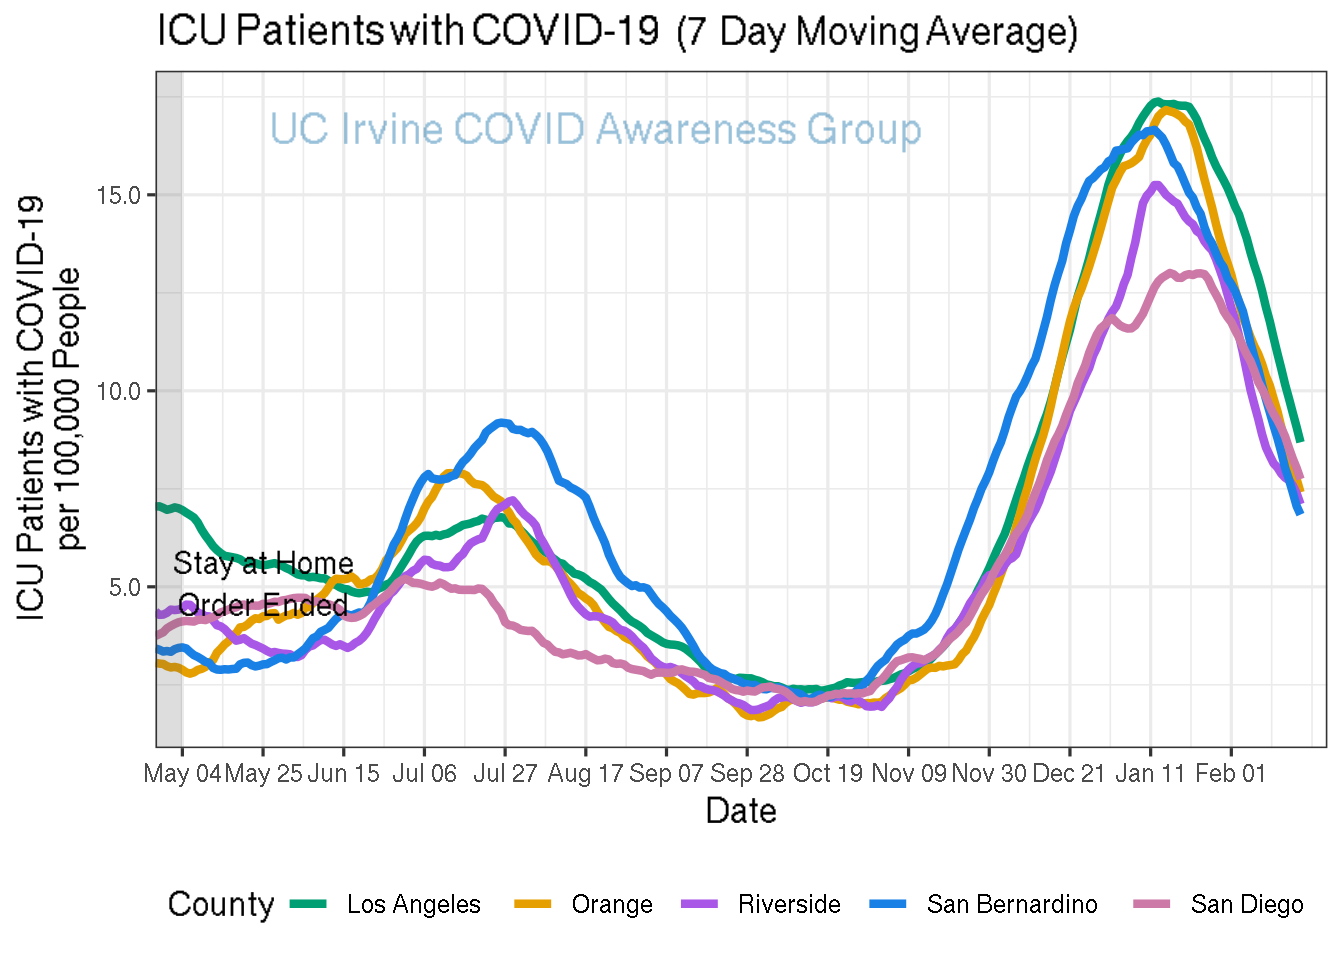 ICU Patients with COVID-19 (7 Day Moving Average)
UC Irvine COVID Awareness Group
ICU Patients with COVID-19
per 100,000 People
15.0
10.0
5.0
Stay at Home
Order Ended
May 04 May 25 Jun 15 Jul 06 Jul 27 Aug 17 Sep 07 Sep 28 Oct 19 Nov 09 Nov 30 Dec 21 Jan 11 Feb 01
Date
County Los Angeles Orange Riverside San Bernardino San Diego